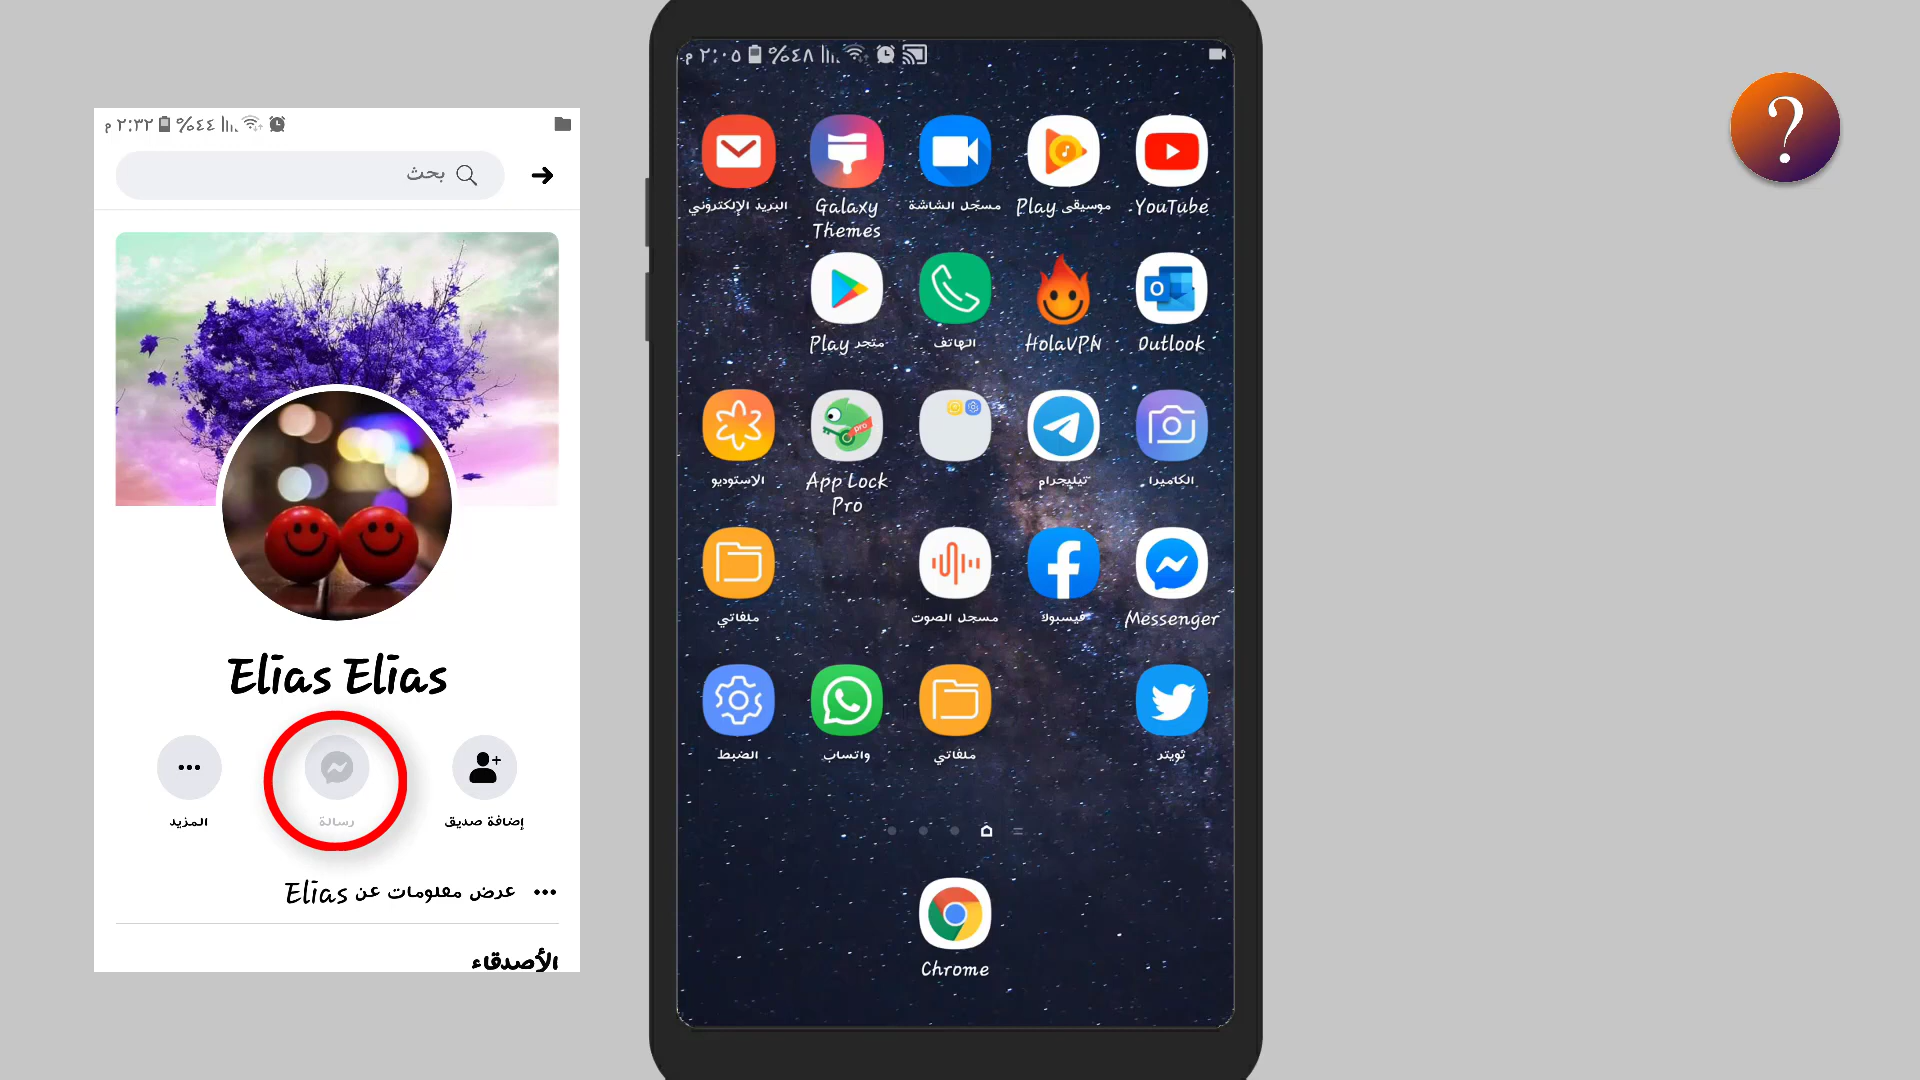 ٢:٣٢ م
٤٤%
بحث
Elias Elias
إضافة صديق
رسالة
المزيد
••• عرض معلومات عن Elias
الأصدقاء
٢:٠٥ م
٤٨%
البريد الإلكتروني
Galaxy
Themes
مسجل الشاشة
موسيقى Play
YouTube
متجر Play
الهاتف
HolaVPN
Outlook
الاستوديو
pro
App Lock
Pro
تيليجرام
الكاميرا
ملفاتي
مسجل الصوت
فيسبوك
Messenger
الضبط
واتساب
ملفاتي
تويتر
Chrome
?